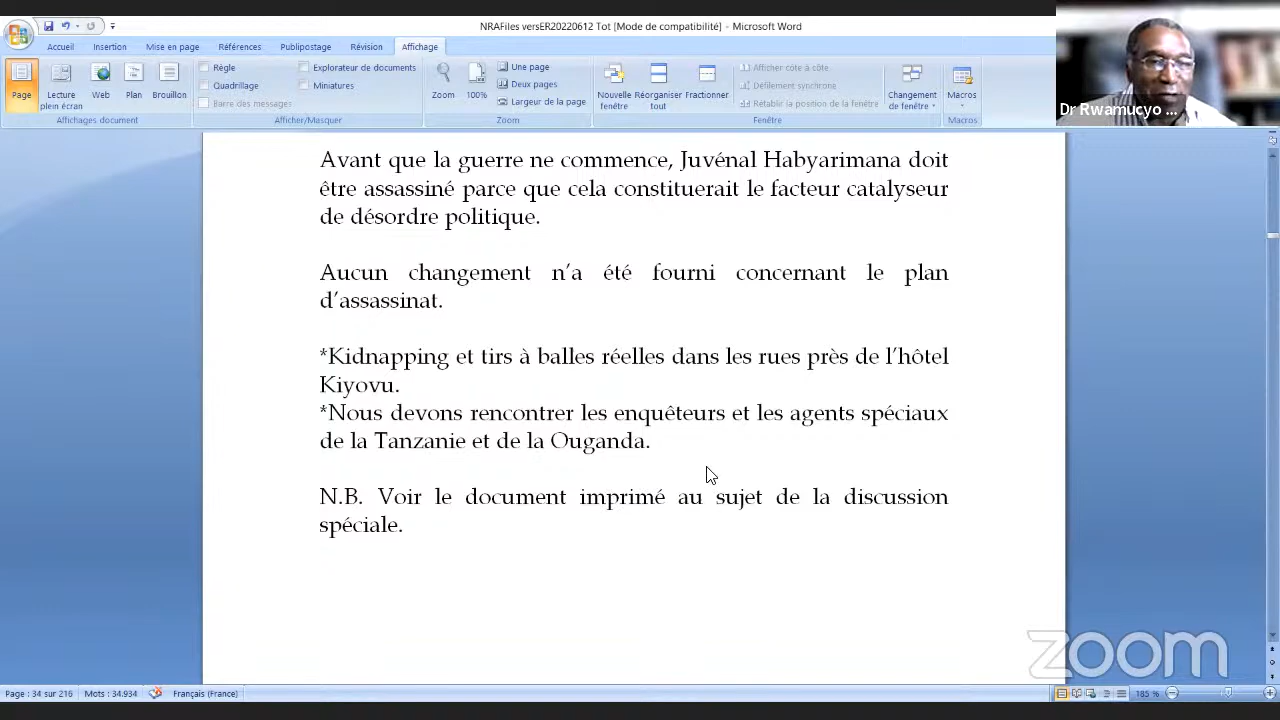 NRAFiles versER20220612 Tot [Mode de compatibilité] - Microsoft Word
Accueil Insertion Mise en page Références Publipostage Révision Affichage
Page
Lecture plein écran
Web
Plan
Brouillon
Affichages document
Règle
Quadrillage
Barre des messages
Explorateur de documents
Miniatures
Afficher/Masquer
Zoom
100%
Une page
Deux pages
Largeur de la page
Zoom
Nouvelle fenêtre
Réorganiser tout
Fractionner
Afficher côte à côte
Défilement synchrone
Rétablir la position de la fenêtre
Changement de fenêtre
Fenêtre
Macros
Macros
Dr Rwamucyo ...
Avant que la guerre ne commence, Juvénal Habyarimana doit
être assassiné parce que cela constituerait le facteur catalyseur
de désordre politique.
Aucun changement n’a été fourni concernant le plan
d’assassinat.
*Kidnapping et tirs à balles réelles dans les rues près de l’hôtel
Kiyovu.
*Nous devons rencontrer les enquêteurs et les agents spéciaux
de la Tanzanie et de la Ouganda.
N.B. Voir le document imprimé au sujet de la discussion
spéciale.
zoom
Page : 34 sur 216 Mots : 34.934 Français (France) 185 %